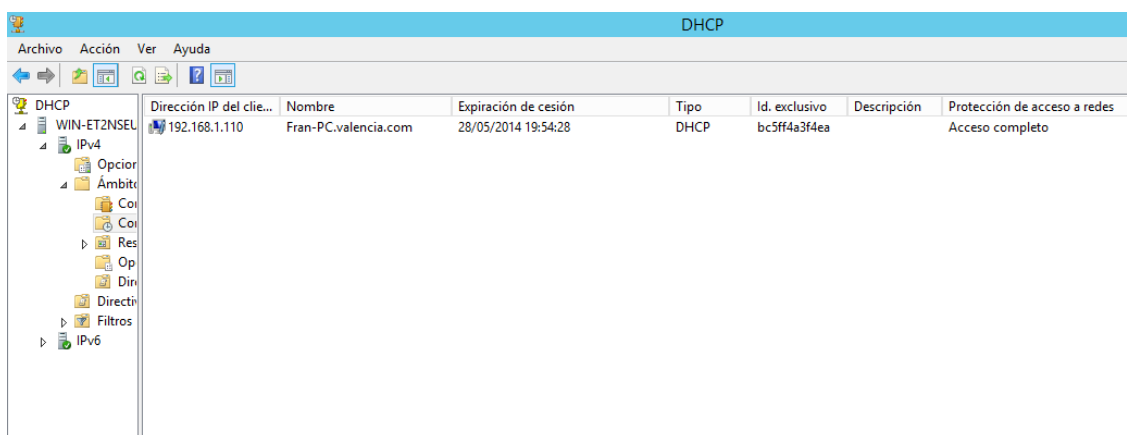 DHCP
Archivo Acción Ver Ayuda
DHCP
WIN-ET2NSEU
IPv4
Opcior
Ámbito
Co
Co
Res
Op
Dir
Directiv
Filtros
IPv6
Dirección IP del clie... Nombre Expiración de cesión Tipo Id. exclusivo Descripción Protección de acceso a redes
192.168.1.110 Fran-PC.valencia.com 28/05/2014 19:54:28 DHCP bc5ff4a3f4ea Acceso completo